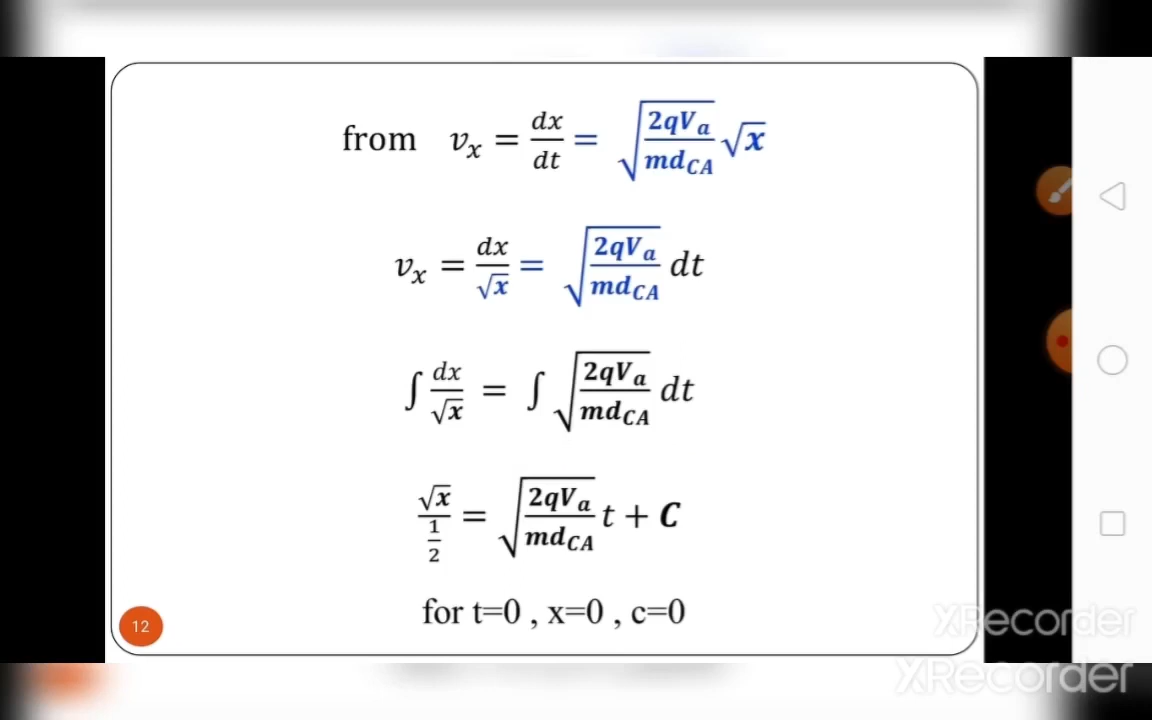 from v_x = dx/dt = √(2qV_a/md_CA) √x
v_x = dx/√x = √(2qV_a/md_CA) dt
∫ dx/√x = ∫ √(2qV_a/md_CA) dt
√x/(1/2) = √(2qV_a/md_CA) t + C
for t=0 , x=0 , c=0
12
XRecorder
XRecorder